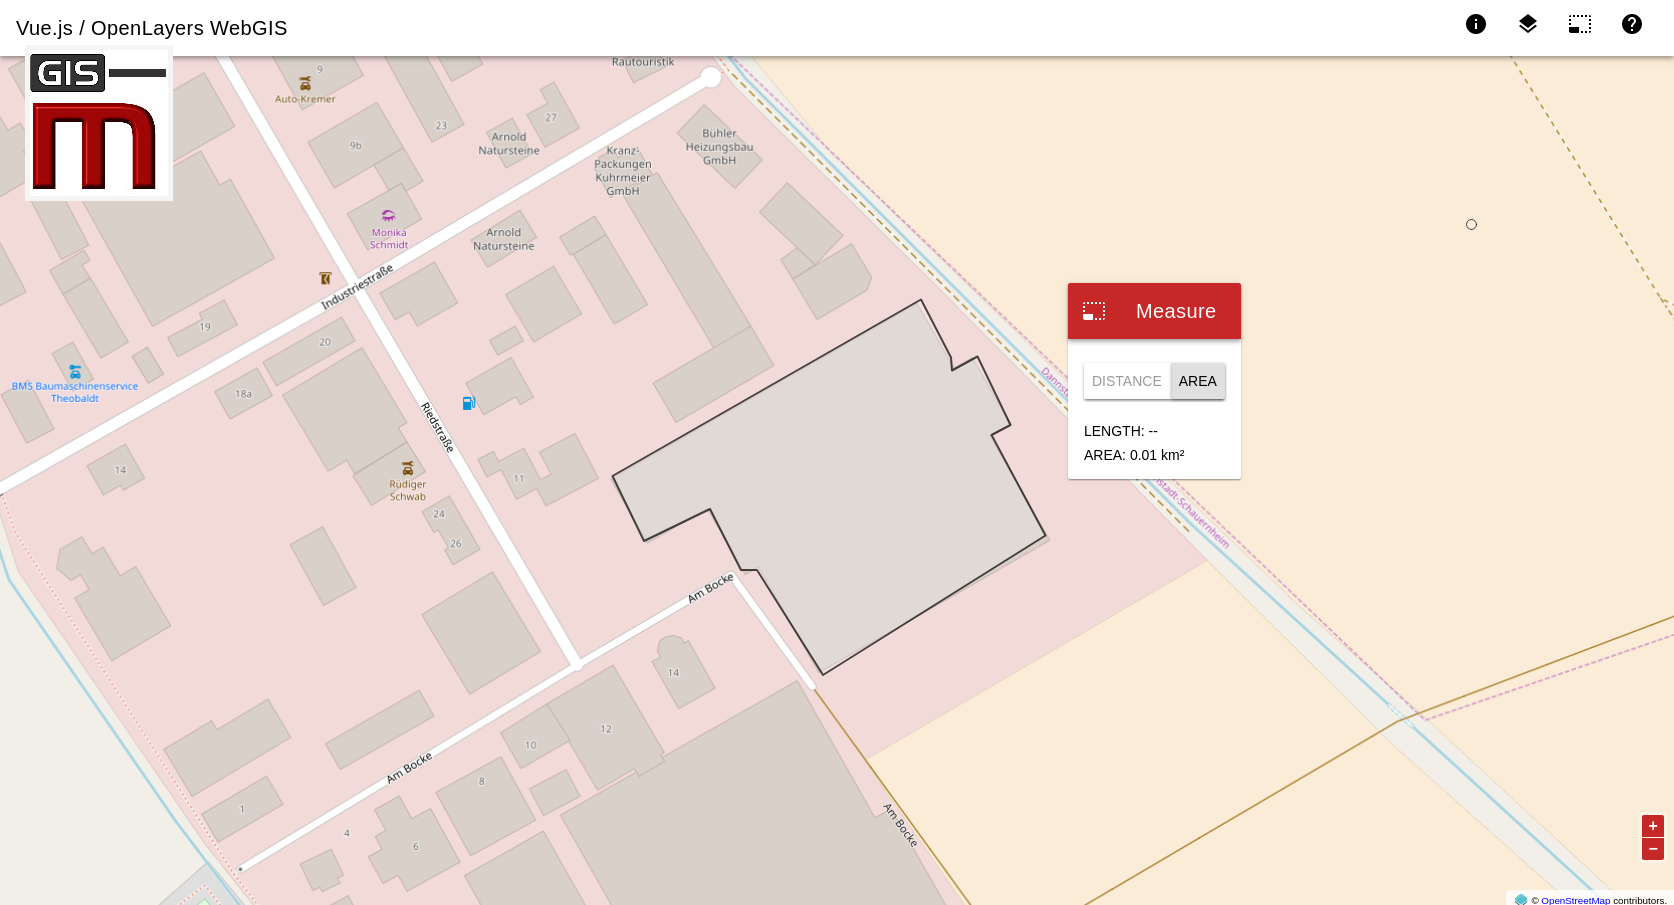 Vue.js / OpenLayers WebGIS
GIS
m
Rautouristik
9
Auto-Kremer
23
27
9b
Arnold
Natursteine
Bühler
Heizungsbau
GmbH
Kranz-
Packungen
Kuhrmeier
GmbH
Monika
Schmidt
Arnold
Natursteine
Industriestraße
19
20
BMS Baumaschinenservice
Theobaldt
18a
Riedstraße
14
Rüdiger
Schwab
11
24
26
Measure
DISTANCE
AREA
LENGTH: --
AREA: 0.01 km²
nstadt-Schauernheim
Am Bocke
14
12
10
8
Am Bocke
1
4
6
Am Bocke
+
−
© OpenStreetMap contributors.